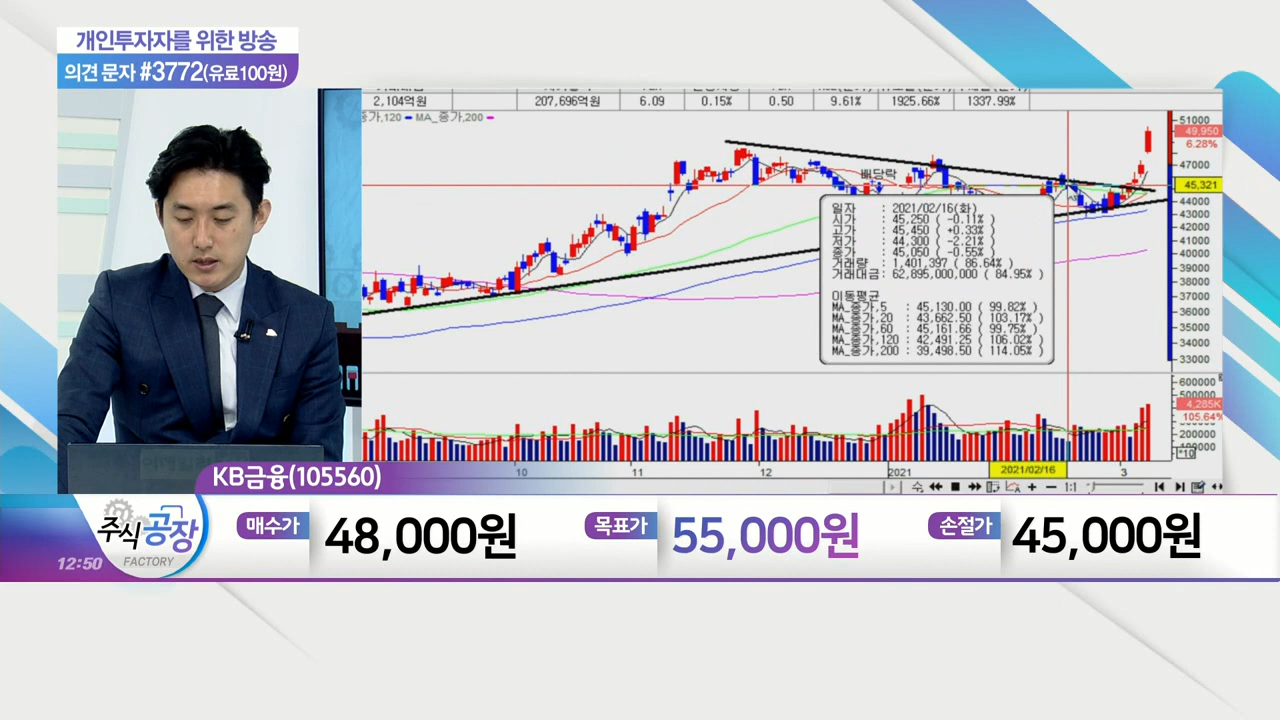 개인투자자를 위한 방송
의견 문자 #3772(유료100원)
2,104억원 207,696억원 6.09 0.15% 0.50 9.61% 1925.66% 1337.99%
종가,120 MA_종가,200
51000
49,950
6.28%
47000
45,321
44000
43000
42000
41000
40000
39000
38000
37000
36000
35000
34000
33000
배당락
일자 : 2021/02/16(화)
시가 : 45,250 ( -0.11% )
고가 : 45,450 ( +0.33% )
저가 : 44,300 ( -2.21% )
종가 : 45,050 ( -0.55% )
거래량 : 1,401,397 ( 86.64% )
거래대금: 62,895,000,000 ( 84.95% )
이동평균
MA_종가,5 : 45,130.00 ( 99.82% )
MA_종가,20 : 43,662.50 ( 103.17% )
MA_종가,60 : 45,161.66 ( 99.75% )
MA_종가,120 : 42,491.25 ( 106.02% )
MA_종가,200 : 39,498.50 ( 114.05% )
600000
500000
4,285K
105.64%
200000
100000
*10
10 11 12 2021 2021/02/16 3
1:1
KB금융(105560)
주식공장
FACTORY
12:50
매수가 48,000원 목표가 55,000원 손절가 45,000원